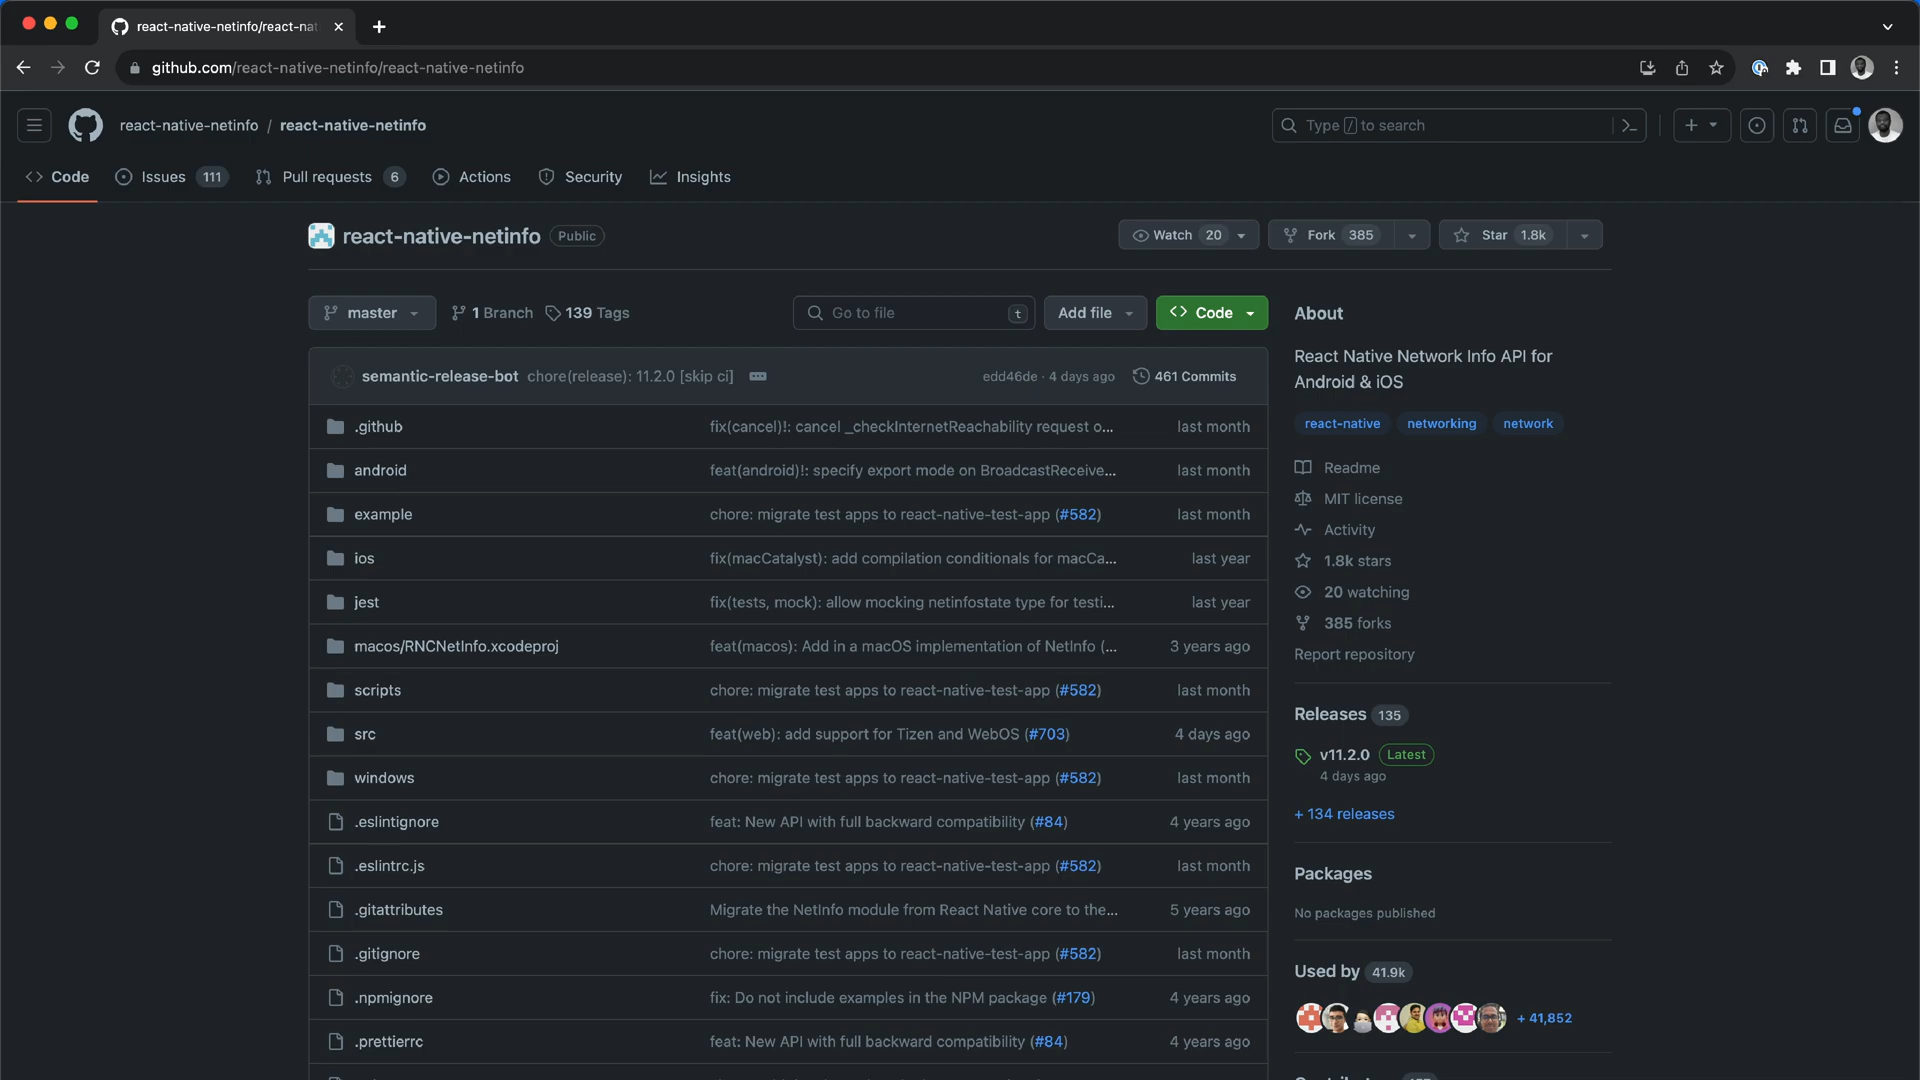 react-native-netinfo/react-nat
github.com/react-native-netinfo/react-native-netinfo
react-native-netinfo / react-native-netinfo
Type / to search
Code
Issues 111
Pull requests 6
Actions
Security
Insights
react-native-netinfo Public
Watch 20
Fork 385
Star 1.8k
master
1 Branch
139 Tags
Go to file t
Add file
Code
semantic-release-bot chore(release): 11.2.0 [skip ci]
edd46de · 4 days ago
461 Commits
.github fix(cancel)!: cancel _checkInternetReachability request o... last month
android feat(android)!: specify export mode on BroadcastReceive... last month
example chore: migrate test apps to react-native-test-app (#582) last month
ios fix(macCatalyst): add compilation conditionals for macCa... last year
jest fix(tests, mock): allow mocking netinfostate type for testi... last year
macos/RNCNetInfo.xcodeproj feat(macos): Add in a macOS implementation of NetInfo (... 3 years ago
scripts chore: migrate test apps to react-native-test-app (#582) last month
src feat(web): add support for Tizen and WebOS (#703) 4 days ago
windows chore: migrate test apps to react-native-test-app (#582) last month
.eslintignore feat: New API with full backward compatibility (#84) 4 years ago
.eslintrc.js chore: migrate test apps to react-native-test-app (#582) last month
.gitattributes Migrate the NetInfo module from React Native core to the... 5 years ago
.gitignore chore: migrate test apps to react-native-test-app (#582) last month
.npmignore fix: Do not include examples in the NPM package (#179) 4 years ago
.prettierrc feat: New API with full backward compatibility (#84) 4 years ago
About
React Native Network Info API for
Android & iOS
react-native networking network
Readme
MIT license
Activity
1.8k stars
20 watching
385 forks
Report repository
Releases 135
v11.2.0 Latest
4 days ago
+ 134 releases
Packages
No packages published
Used by 41.9k
+ 41,852